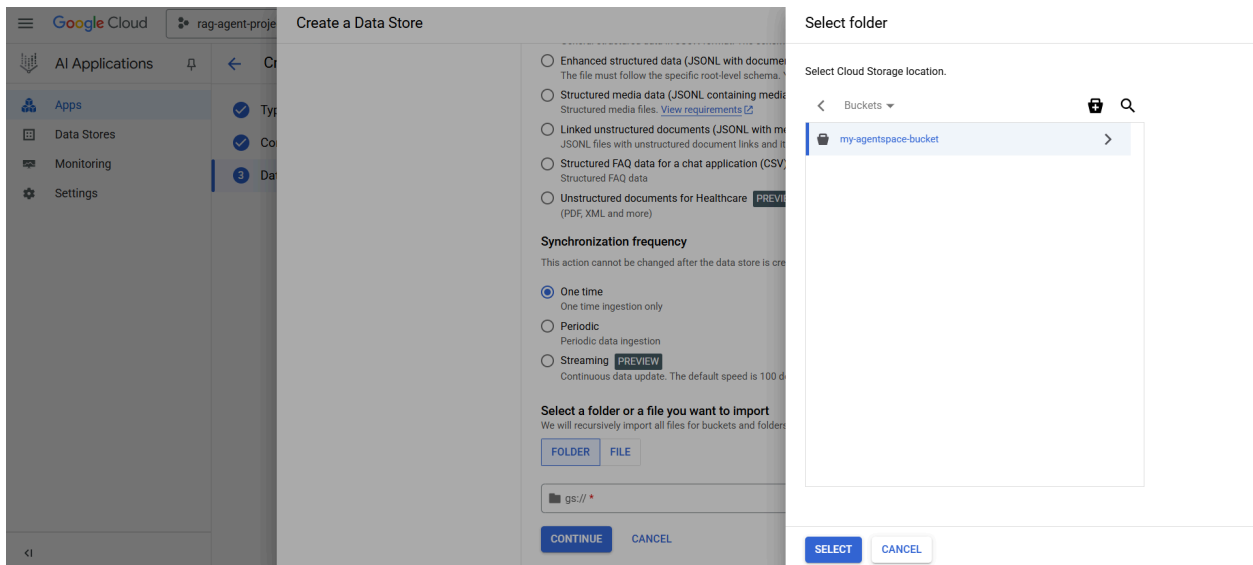 Google Cloud
rag-agent-proje
AI Applications
Cr
Apps
Data Stores
Monitoring
Settings
Typ
Co
3 Da
Create a Data Store
Enhanced structured data (JSONL with docume
The file must follow the specific root-level schema.
Structured media data (JSONL containing media
Structured media files. View requirements
Linked unstructured documents (JSONL with m
JSONL files with unstructured document links and it
Structured FAQ data for a chat application (CSV)
Structured FAQ data
Unstructured documents for Healthcare PREVIE
(PDF, XML and more)
Synchronization frequency
This action cannot be changed after the data store is cre
One time
One time ingestion only
Periodic
Periodic data ingestion
Streaming PREVIEW
Continuous data update. The default speed is 100 d
Select a folder or a file you want to import
We will recursively import all files for buckets and folders
FOLDER FILE
gs:// *
CONTINUE CANCEL
Select folder
Select Cloud Storage location.
Buckets
my-agentspace-bucket
SELECT CANCEL